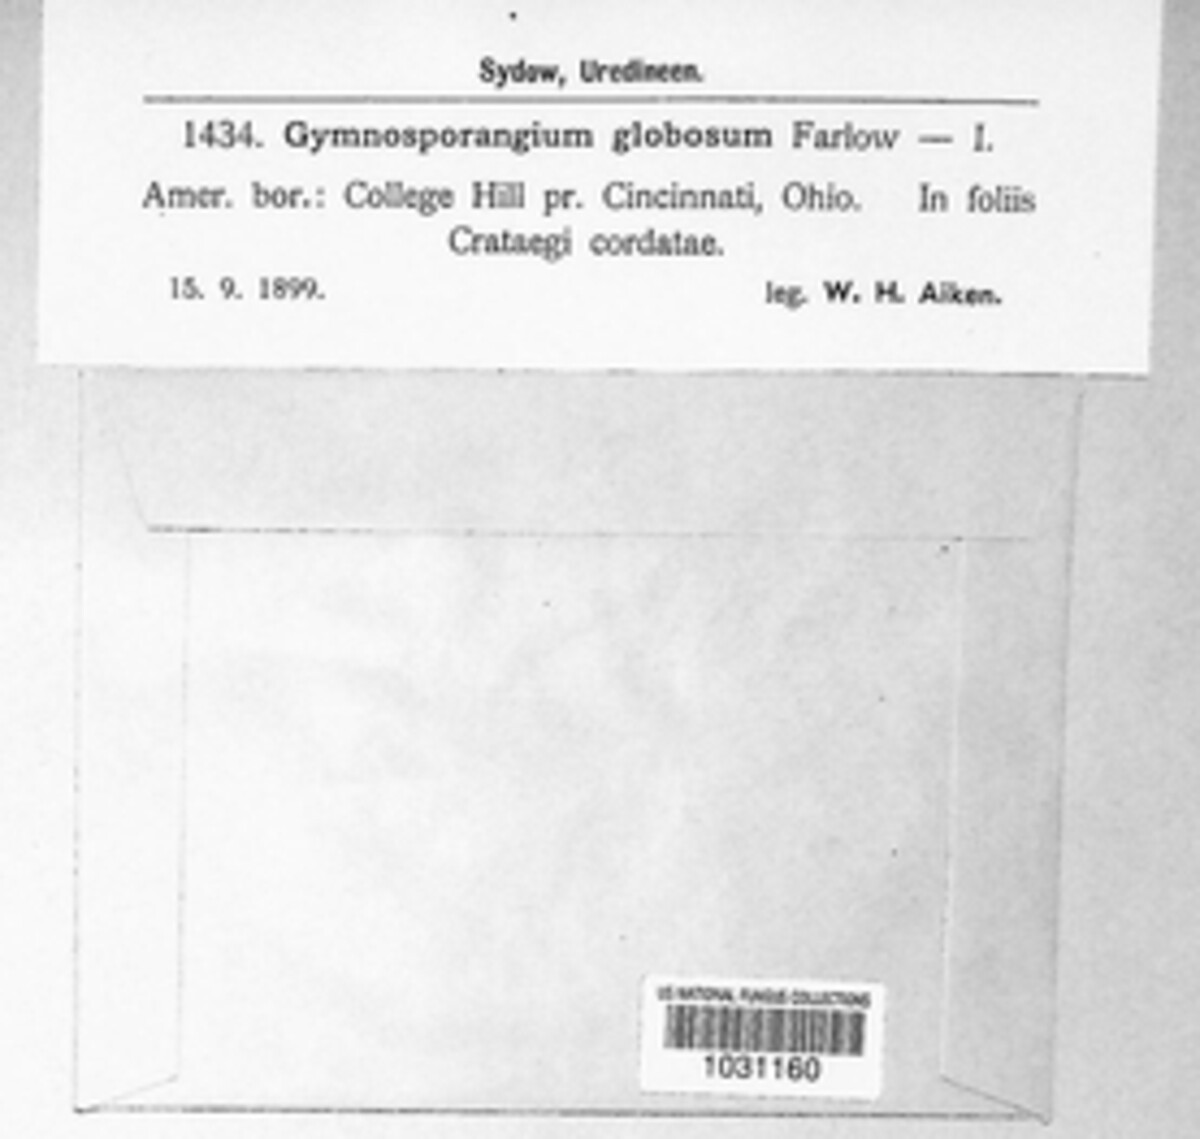 Sydow, Uredineen.
1434. Gymnosporangium globosum Farlow — I.
Amer. bor.: College Hill pr. Cincinnati, Ohio. In foliis
Crataegi cordatae.
15. 9. 1899. leg. W. H. Aiken.
US NATIONAL FUNGUS COLLECTIONS
1031160